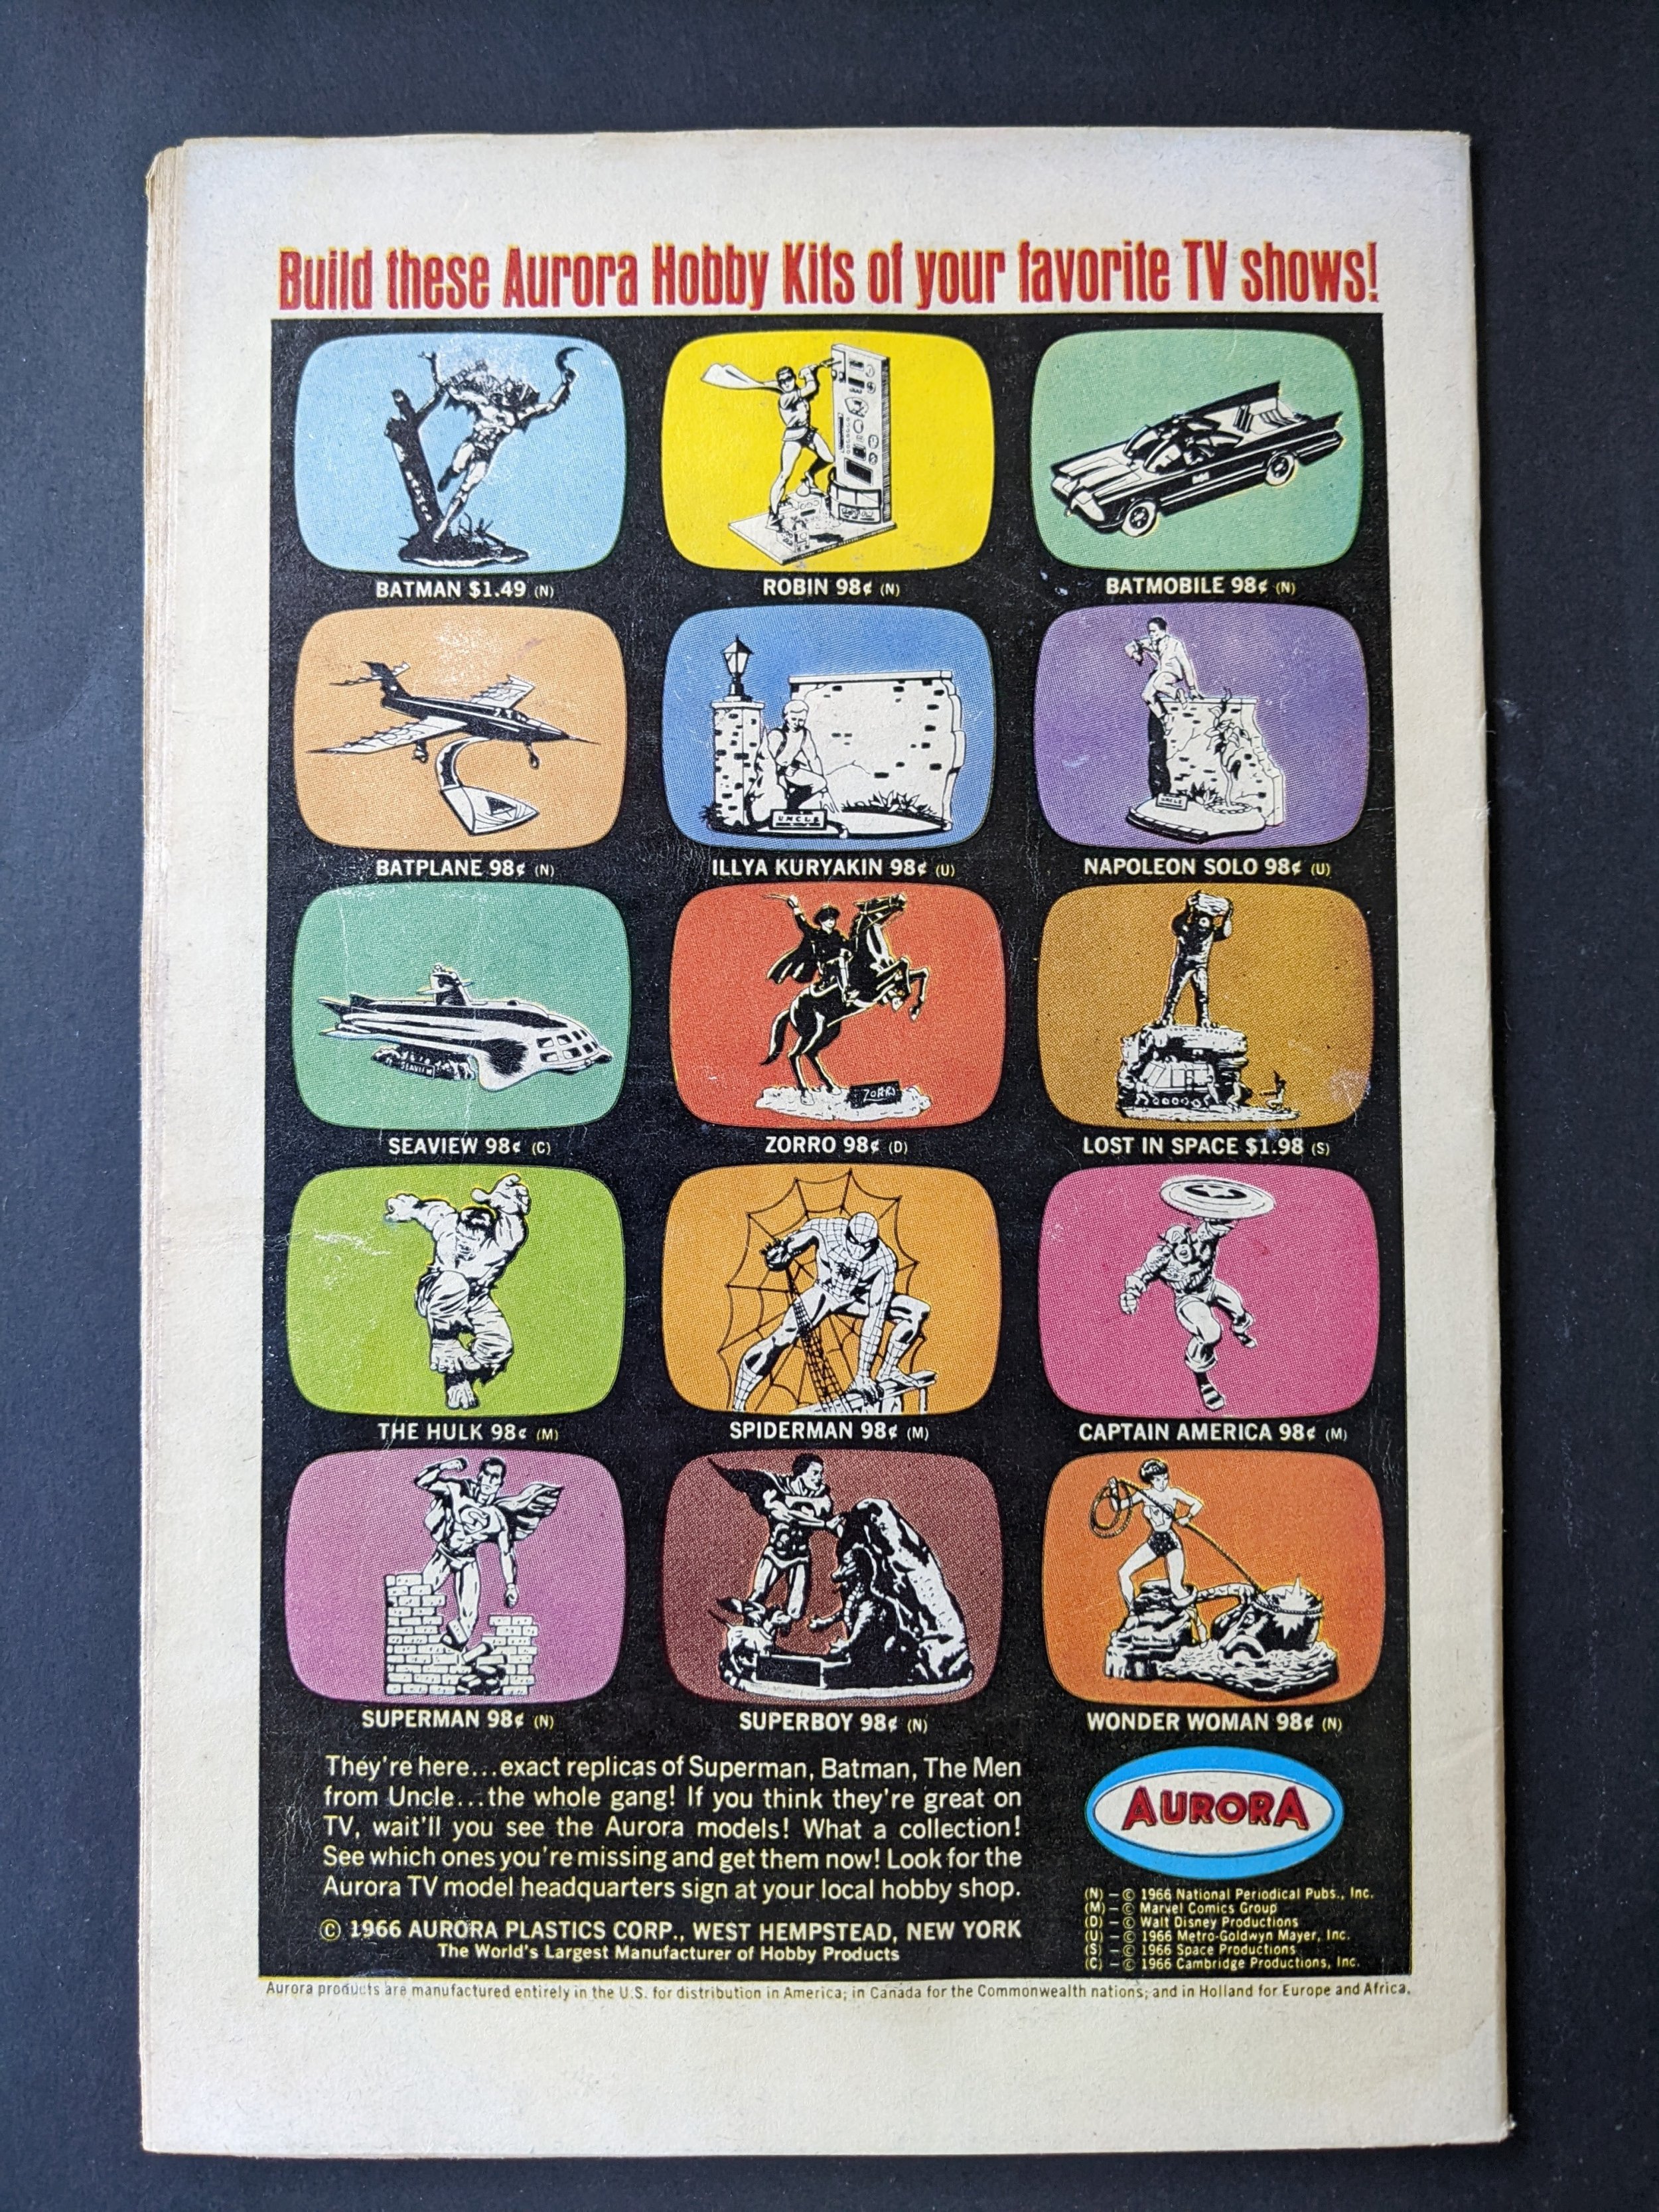 Build these Aurora Hobby Kits of your favorite TV shows!
BATMAN $1.49 (N)
ROBIN 98¢ (N)
BATMOBILE 98¢ (N)
UNCLE
UNCLE
BATPLANE 98¢ (N)
ILLYA KURYAKIN 98¢ (U)
NAPOLEON SOLO 98¢ (U)
SEAVIEW
ZORRO
LOST IN SPACE
SEAVIEW 98¢ (C)
ZORRO 98¢ (D)
LOST IN SPACE $1.98 (S)
THE HULK 98¢ (M)
SPIDERMAN 98¢ (M)
CAPTAIN AMERICA 98¢ (M)
S
SUPERMAN 98¢ (N)
SUPERBOY 98¢ (N)
WONDER WOMAN 98¢ (N)
They're here...exact replicas of Superman, Batman, The Men
from Uncle...the whole gang! If you think they're great on
TV, wait'll you see the Aurora models! What a collection!
See which ones you're missing and get them now! Look for the
Aurora TV model headquarters sign at your local hobby shop.
© 1966 AURORA PLASTICS CORP., WEST HEMPSTEAD, NEW YORK
The World's Largest Manufacturer of Hobby Products
AURORA
(N) – © 1966 National Periodical Pubs., Inc.
(M) – © Marvel Comics Group
(D) – © Walt Disney Productions
(U) – © 1966 Metro-Goldwyn Mayer, Inc.
(S) – © 1966 Space Productions
(C) – © 1966 Cambridge Productions, Inc.
Aurora products are manufactured entirely in the U.S. for distribution in America; in Canada for the Commonwealth nations; and in Holland for Europe and Africa.